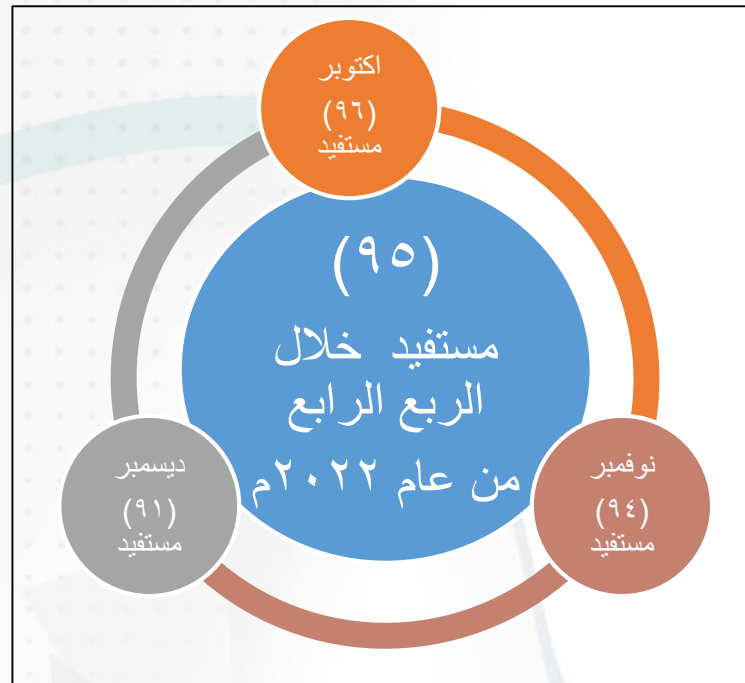 اكتوبر
(٩٦)
مستفيد
(٩٥)
مستفيد خلال
الربع الرابع
من عام ٢٠٢٢م
نوفمبر
(٩٤)
مستفيد
ديسمبر
(٩١)
مستفيد